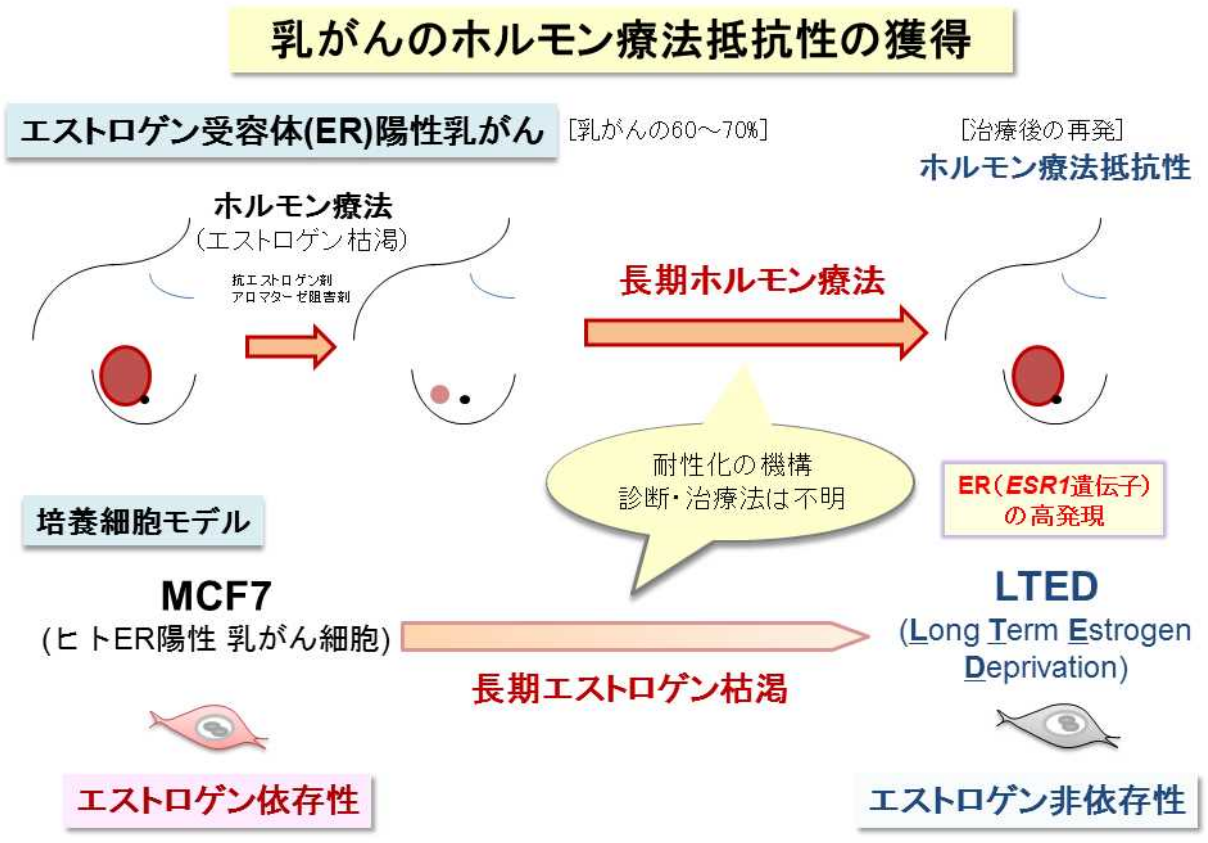 乳がんのホルモン療法抵抗性の獲得
エストロゲン受容体(ER)陽性乳がん
[乳がんの60～70%]
[治療後の再発]
ホルモン療法抵抗性
ホルモン療法
(エストロゲン枯渇)
抗エストロゲン剤
アロマターゼ阻害剤
長期ホルモン療法
耐性化の機構
診断・治療法は不明
ER(ESR1遺伝子)
の高発現
培養細胞モデル
MCF7
(ヒトER陽性 乳がん細胞)
長期エストロゲン枯渇
LTED
(Long Term Estrogen
Deprivation)
エストロゲン依存性
エストロゲン非依存性